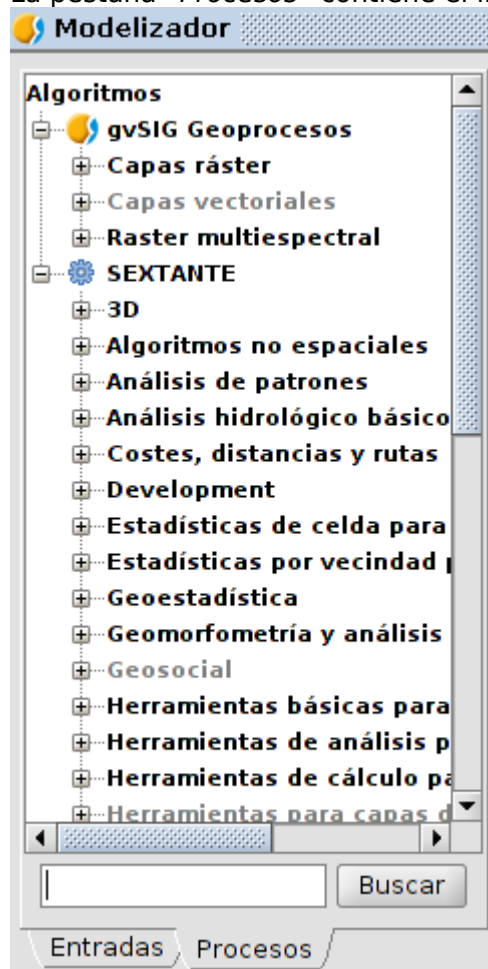 La pestaña "Procesos" contiene el
Modelizador
Algoritmos
gvSIG Geoprocesos
Capas ráster
Capas vectoriales
Raster multiespectral
SEXTANTE
3D
Algoritmos no espaciales
Análisis de patrones
Análisis hidrológico básico
Costes, distancias y rutas
Development
Estadísticas de celda para
Estadísticas por vecindad
Geoestadística
Geomorfometría y análisis
Geosocial
Herramientas básicas para
Herramientas de análisis p
Herramientas de cálculo pa
Herramientas para capas d
Buscar
Entradas
Procesos